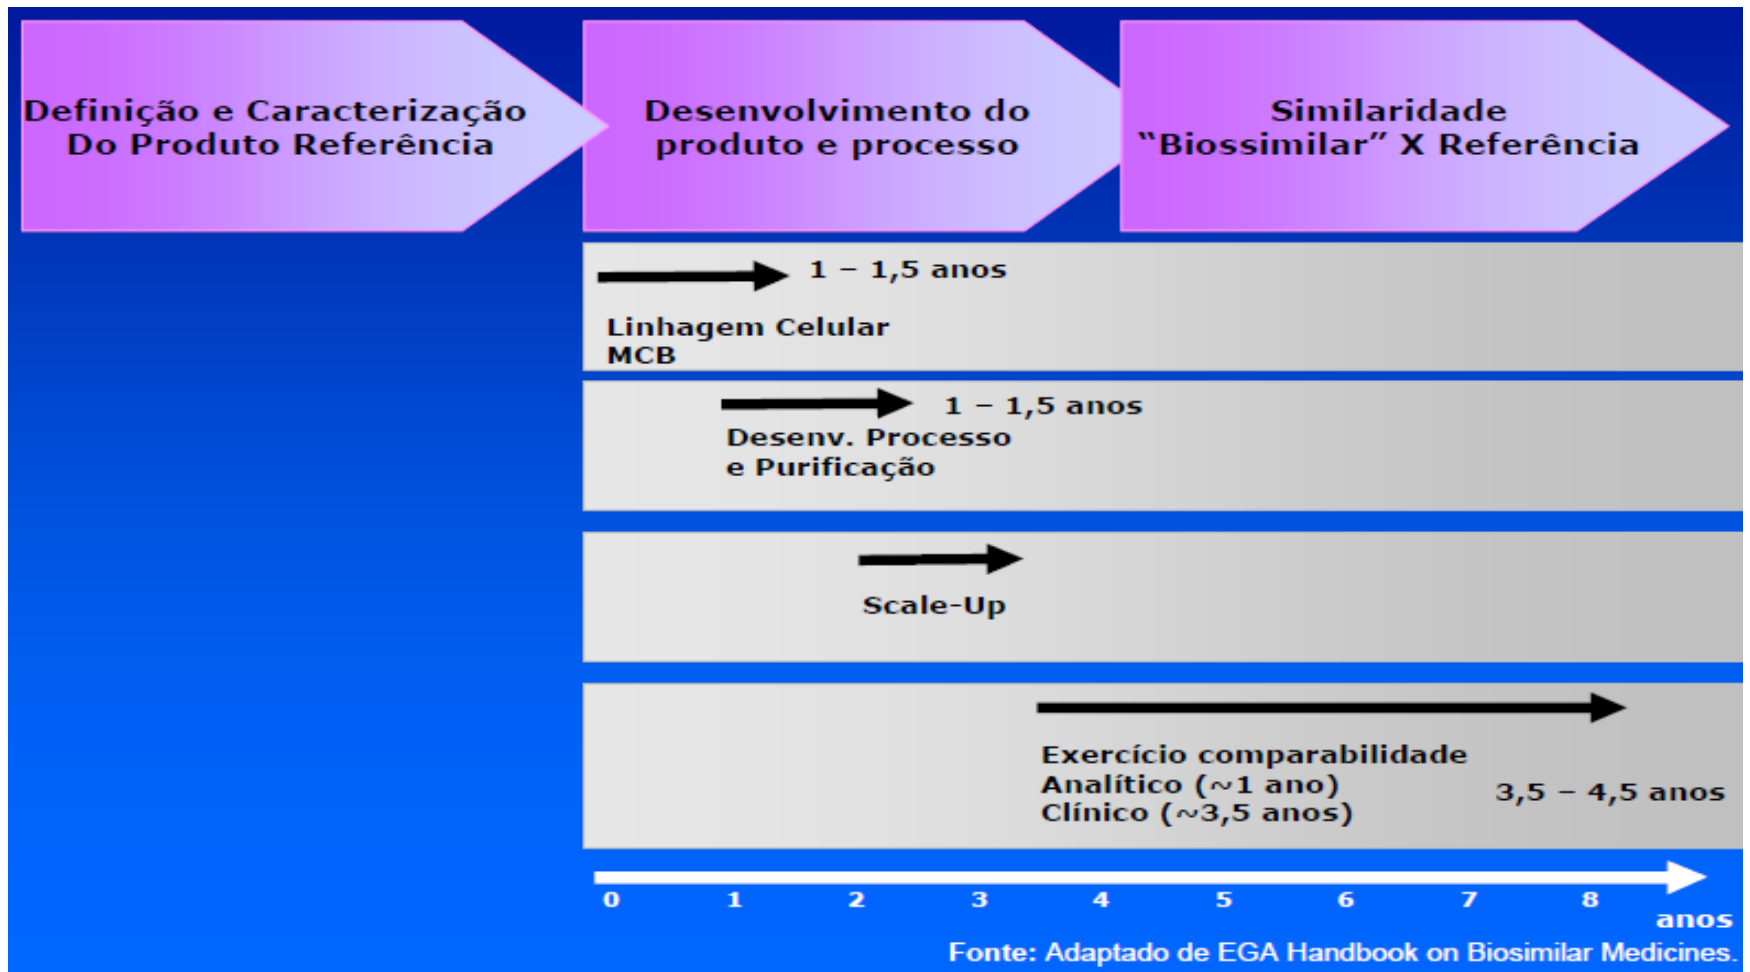 Definição e Caracterização
Do Produto Referência
Desenvolvimento do
produto e processo
Similaridade
“Biossimilar” X Referência
1 – 1,5 anos
Linhagem Celular
MCB
1 – 1,5 anos
Desenv. Processo
e Purificação
Scale-Up
Exercício comparabilidade
Analítico (~1 ano)
Clínico (~3,5 anos)
3,5 – 4,5 anos
0 1 2 3 4 5 6 7 8
anos
Fonte: Adaptado de EGA Handbook on Biosimilar Medicines.